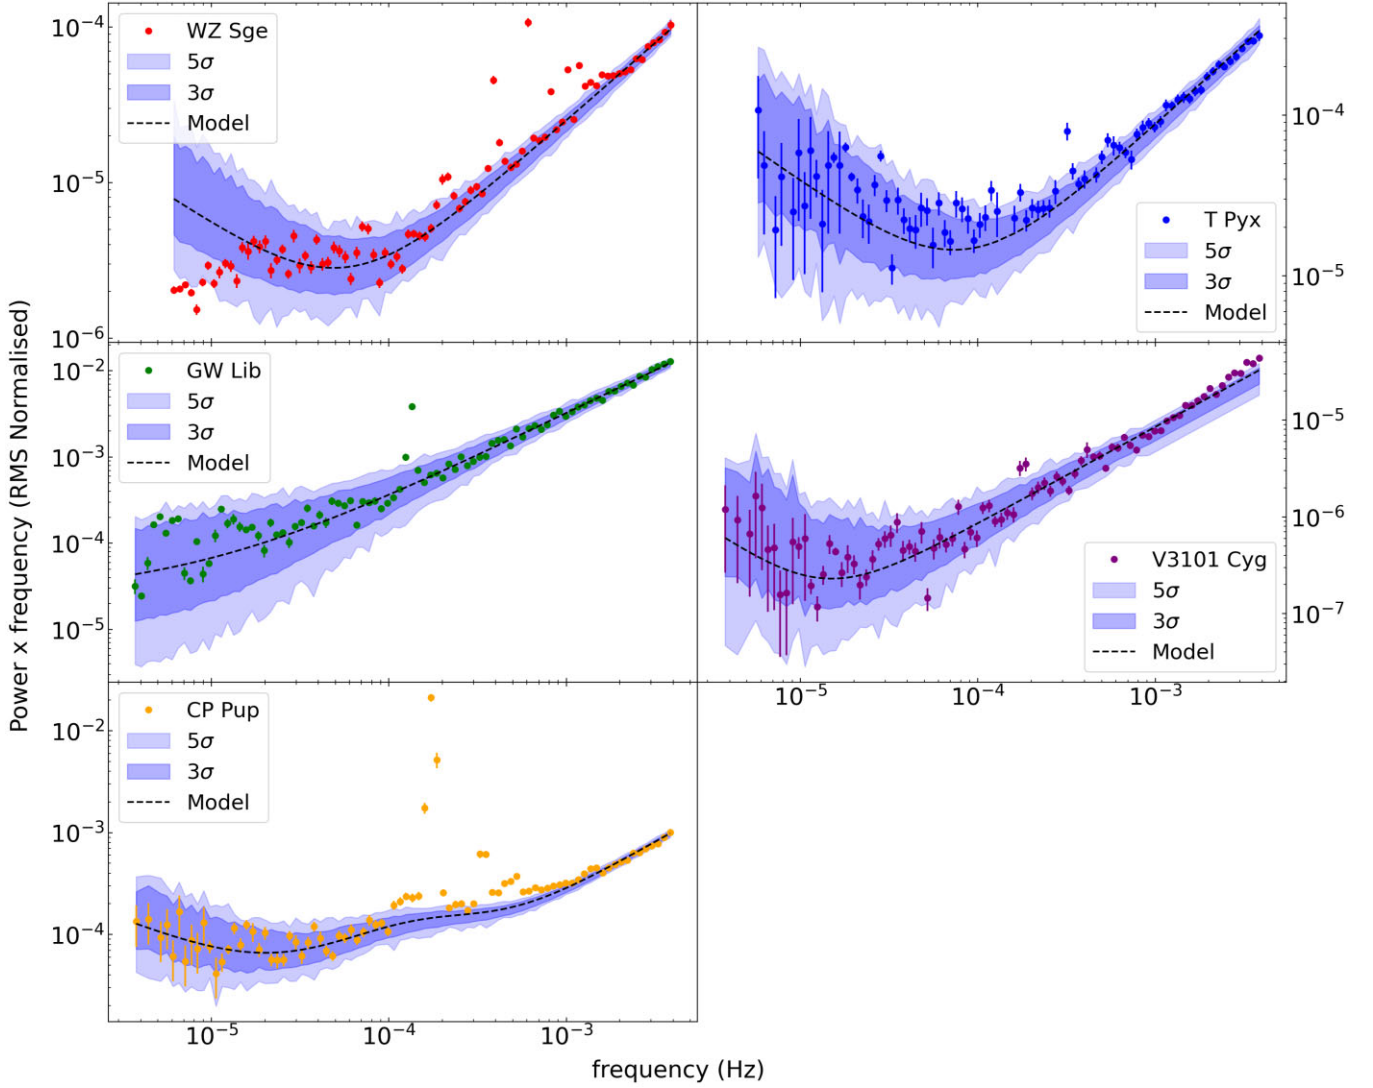 10⁻⁴
10⁻⁵
10⁻⁶
WZ Sge
5σ
3σ
Model
T Pyx
5σ
3σ
Model
10⁻⁴
10⁻⁵
10⁻²
10⁻³
10⁻⁴
10⁻⁵
GW Lib
5σ
3σ
Model
V3101 Cyg
5σ
3σ
Model
10⁻⁵
10⁻⁶
10⁻⁷
10⁻⁵
10⁻⁴
10⁻³
10⁻²
10⁻³
10⁻⁴
CP Pup
5σ
3σ
Model
10⁻⁵
10⁻⁴
10⁻³
Power x frequency (RMS Normalised)
frequency (Hz)